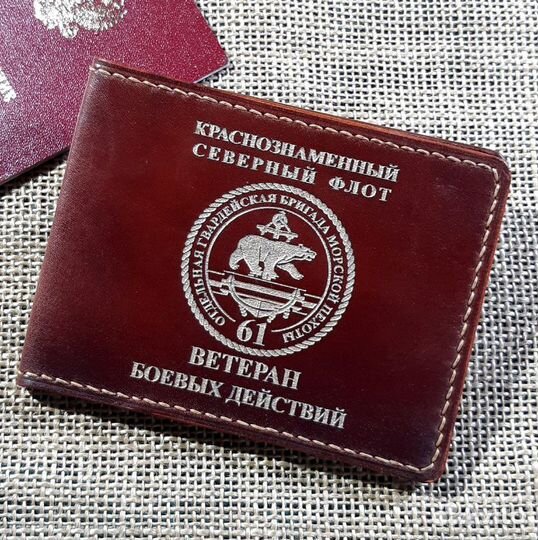 КРАСНОЗНАМЕННЫЙ
СЕВЕРНЫЙ ФЛОТ
ОТДЕЛЬНАЯ ГВАРДЕЙСКАЯ БРИГАДА МОРСКОЙ ПЕХОТЫ
61
ВЕТЕРАН
БОЕВЫХ ДЕЙСТВИЙ